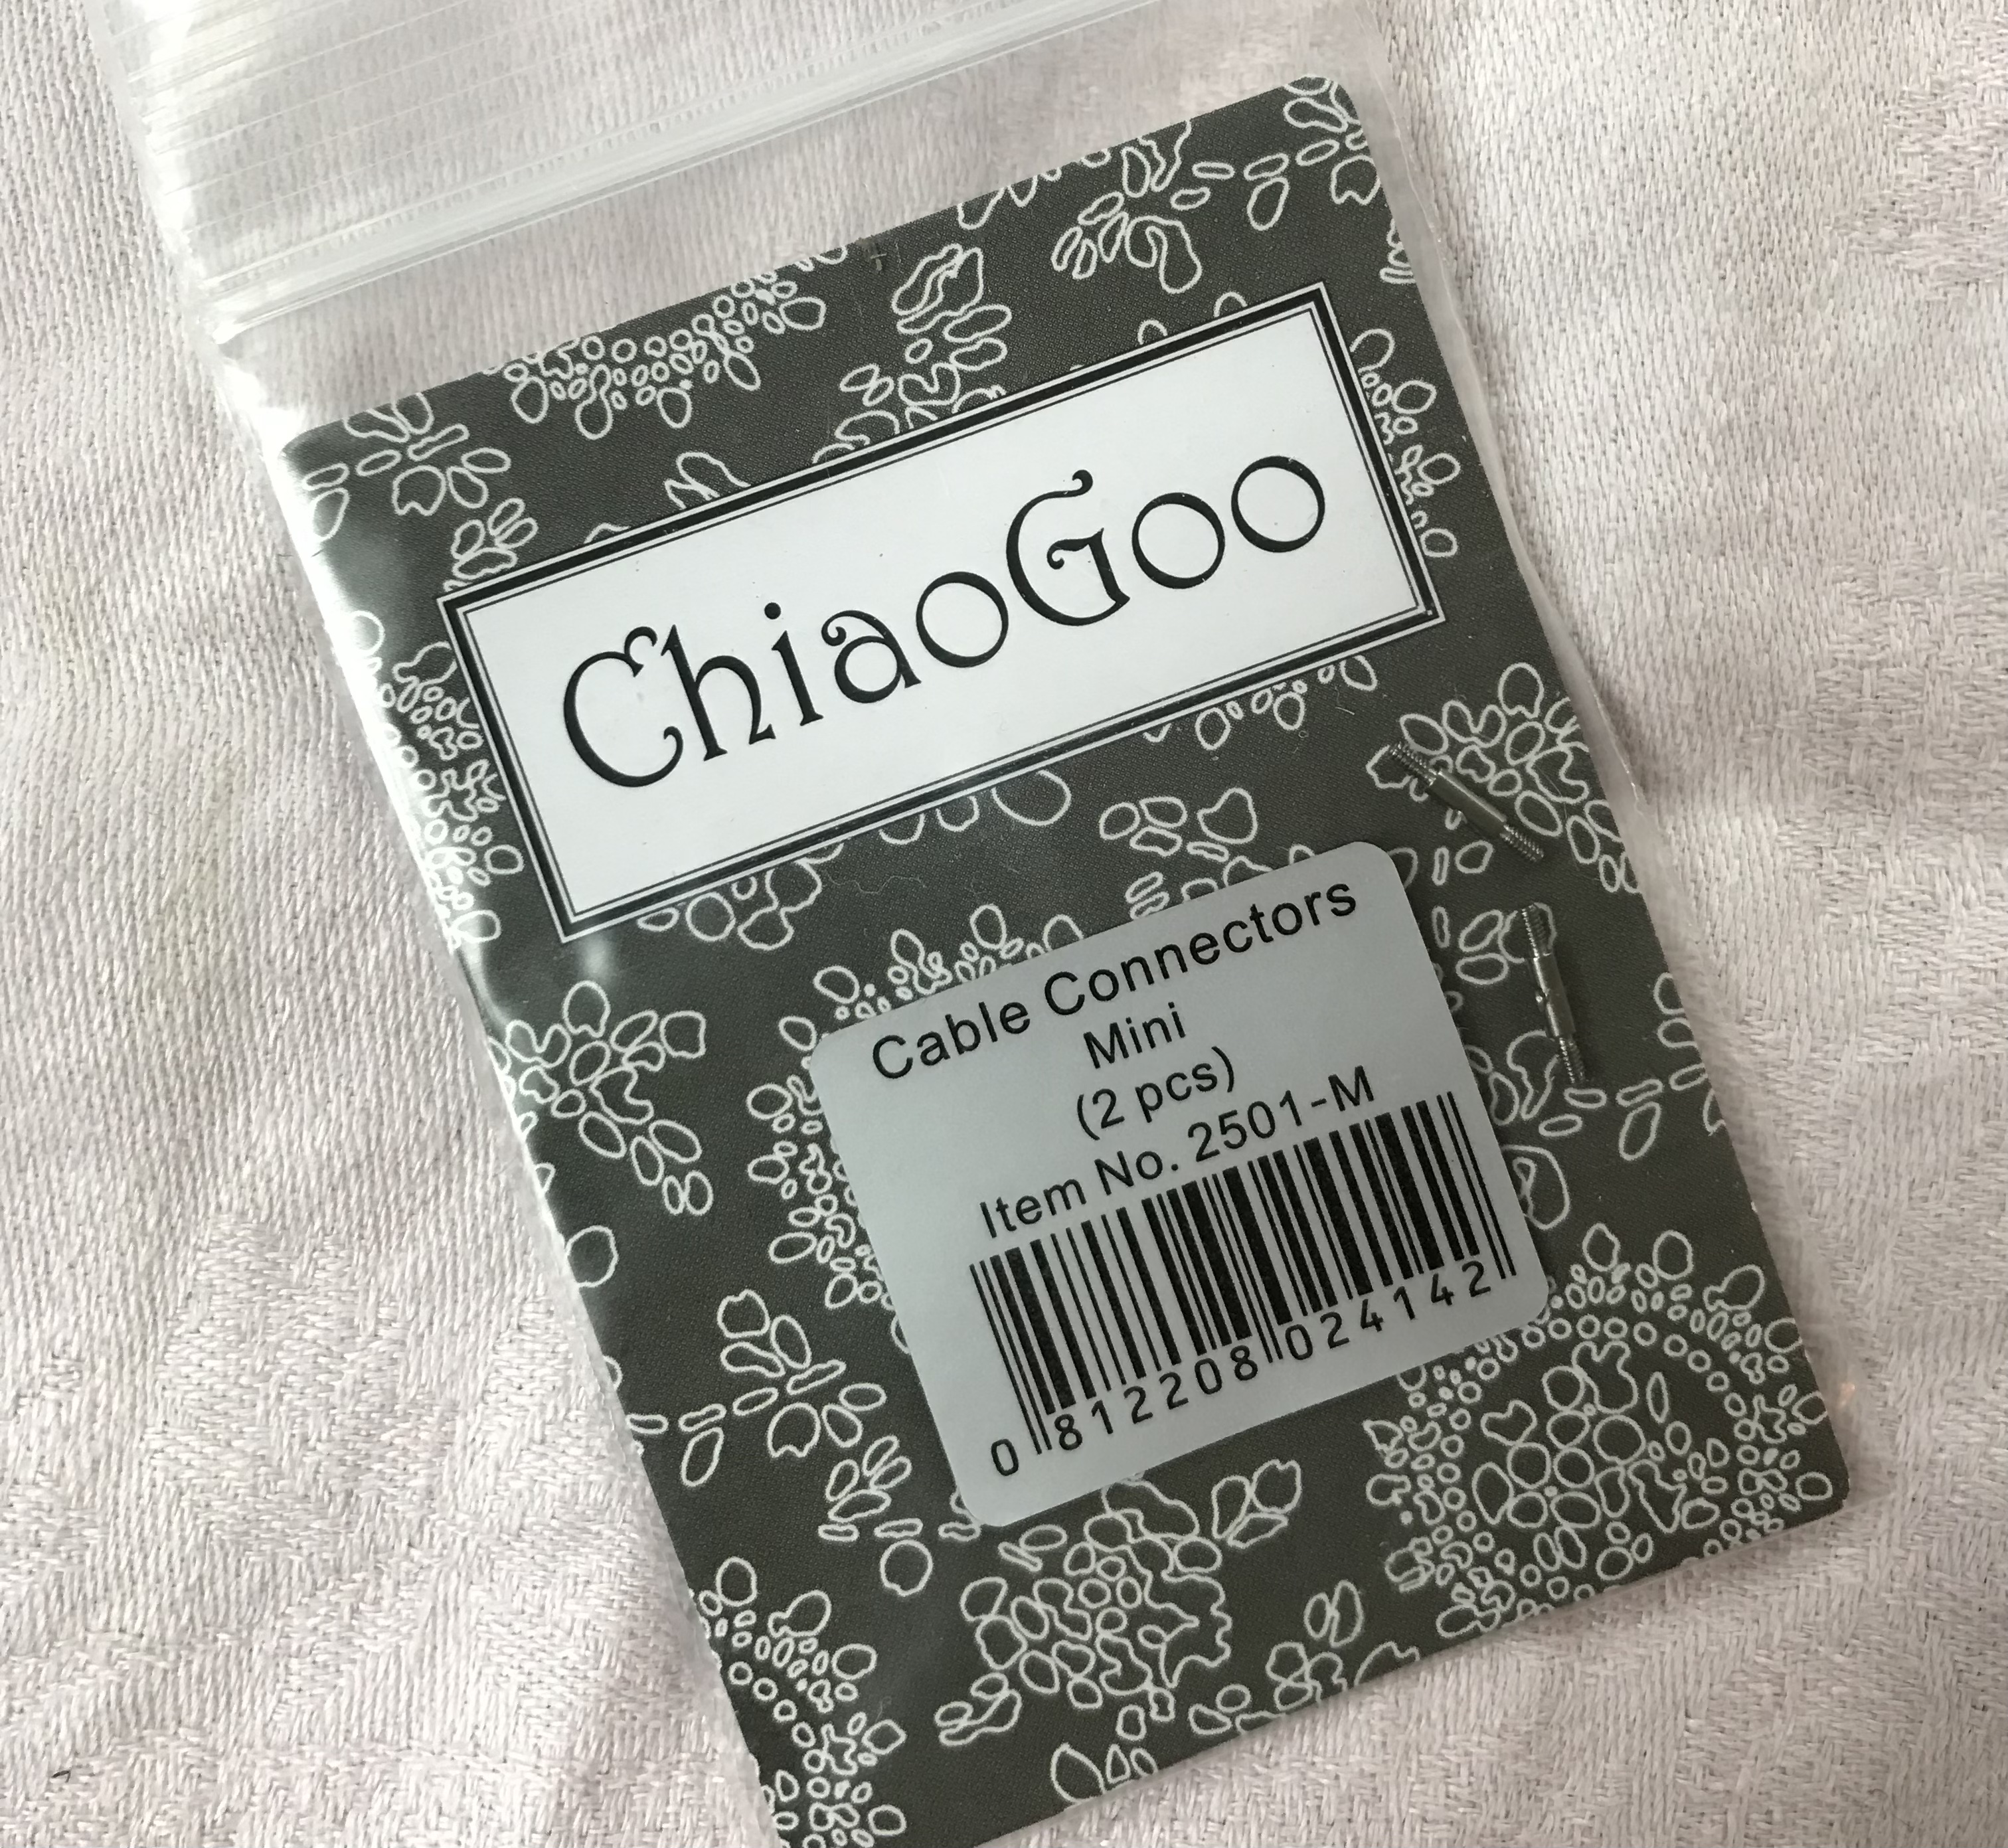 ChiaoGoo
Cable Connectors
Mini
(2 pcs)
Item No. 2501-M
0 812208 024142